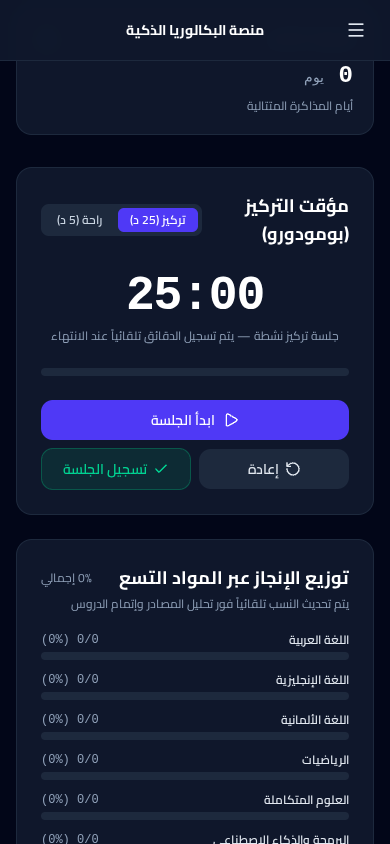 منصة البكالوريا الذكية
0 يوم
أيام المذاكرة المتتالية
مؤقت التركيز (بومودورو)
تركيز (25 د)
راحة (5 د)
25:00
جلسة تركيز نشطة — يتم تسجيل الدقائق تلقائياً عند الانتهاء
ابدأ الجلسة
إعادة
تسجيل الجلسة
توزيع الإنجاز عبر المواد التسع
0% إجمالي
يتم تحديث النسب تلقائياً فور تحليل المصادر وإتمام الدروس
اللغة العربية 0/0 (0%)
اللغة الإنجليزية 0/0 (0%)
اللغة الألمانية 0/0 (0%)
الرياضيات 0/0 (0%)
العلوم المتكاملة 0/0 (0%)
البرمجة والذكاء الاصطناعي 0/0 (0%)